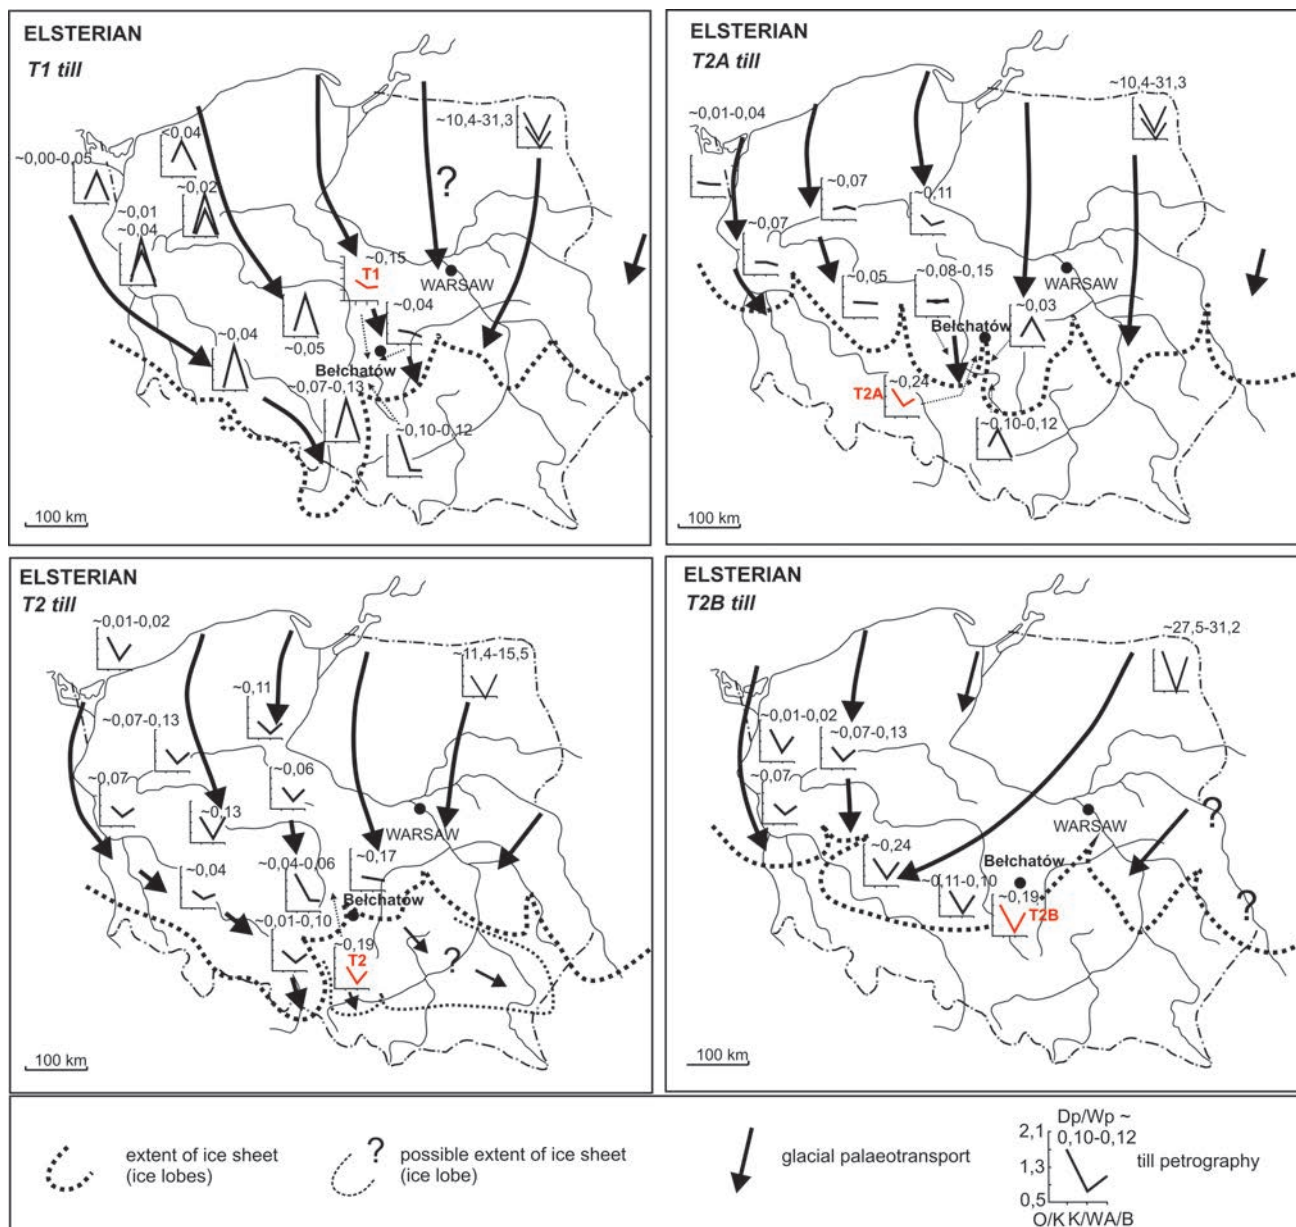 ELSTERIAN
T1 till
~10,4-31,3
<0,04
~0,00-0,05
~0,02
~0,01
~0,04
?
~0,15
T1
WARSAW
~0,04
~0,05
~0,04
Bełchatów
~0,07-0,13
~0,10-0,12
100 km
ELSTERIAN
T2A till
~10,4-31,3
~0,01-0,04
~0,07
~0,11
~0,07
~0,05
~0,08-0,15
WARSAW
~0,03
Bełchatów
~0,24
T2A
~0,10-0,12
100 km
ELSTERIAN
T2 till
~0,01-0,02
~11,4-15,5
~0,11
~0,07-0,13
~0,06
~0,07
~0,13
WARSAW
~0,17
~0,04-0,06
~0,04
Bełchatów
~0,01-0,10
~0,19
T2
?
100 km
ELSTERIAN
T2B till
~27,5-31,2
~0,01-0,02
~0,07-0,13
~0,07
?
WARSAW
~0,24
Bełchatów
~0,11-0,10
~0,19
T2B
?
100 km
extent of ice sheet
(ice lobes)
?
possible extent of ice sheet
(ice lobe)
glacial palaeotransport
Dp/Wp ~
0,10-0,12
2,1
1,3
0,5
till petrography
O/K K/W A/B